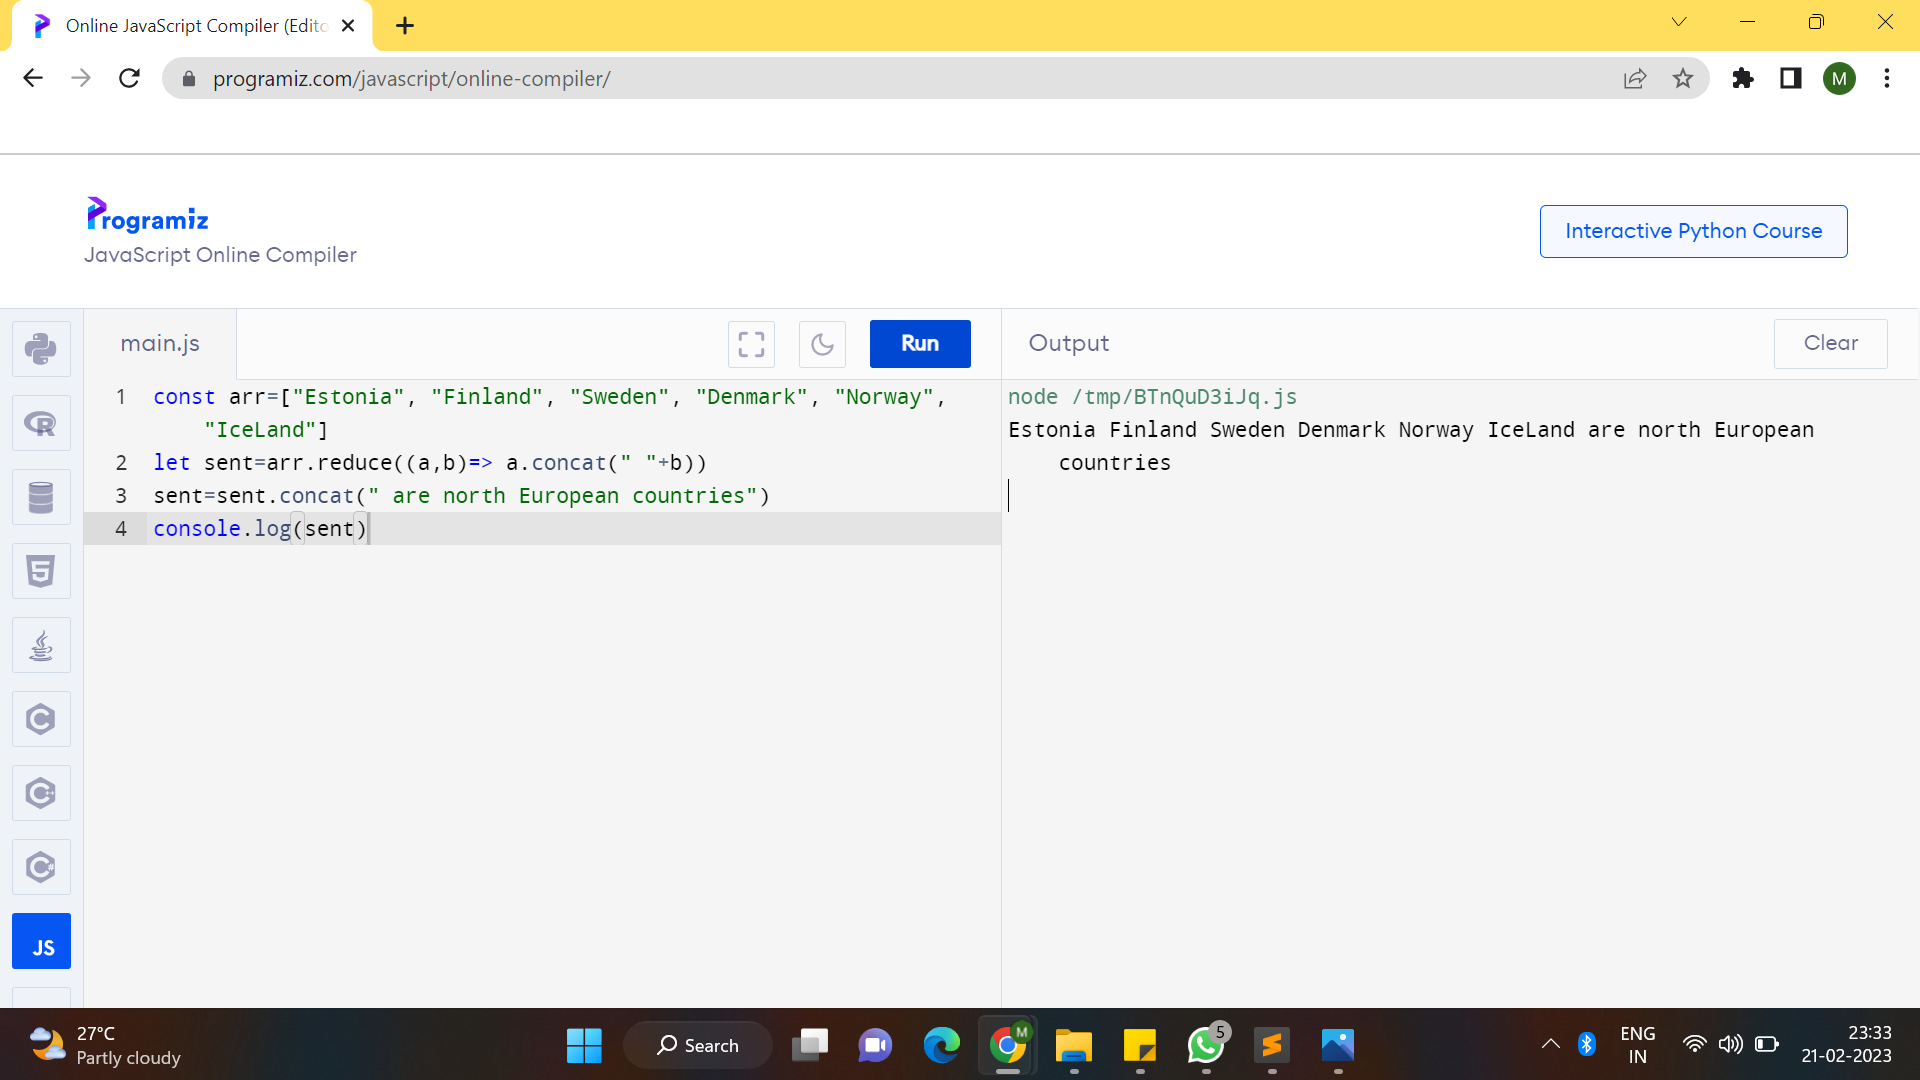 Online JavaScript Compiler (Edito
programiz.com/javascript/online-compiler/
M
Programiz
JavaScript Online Compiler
Interactive Python Course
main.js
Run
Output
Clear
1 const arr=["Estonia", "Finland", "Sweden", "Denmark", "Norway",
"IceLand"]
2 let sent=arr.reduce((a,b)=> a.concat(" "+b))
3 sent=sent.concat(" are north European countries")
4 console.log(sent)
node /tmp/BTnQuD3iJq.js
Estonia Finland Sweden Denmark Norway IceLand are north European
countries
JS
27°C
Partly cloudy
Search
M
5
ENG
IN
23:33
21-02-2023